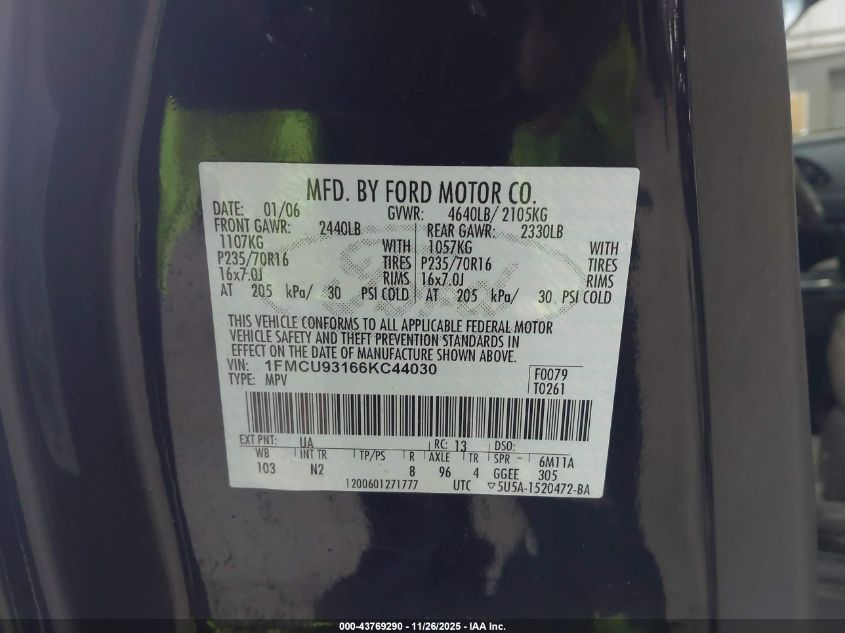 MFD. BY FORD MOTOR CO.
DATE: 01/06 GVWR: 4640LB/ 2105KG
FRONT GAWR: 2440LB REAR GAWR: 2330LB
1107KG WITH 1057KG WITH
P235/70R16 TIRES P235/70R16 TIRES
16x7.0J RIMS 16x7.0J RIMS
AT 205 kPa/ 30 PSI COLD AT 205 kPa/ 30 PSI COLD
THIS VEHICLE CONFORMS TO ALL APPLICABLE FEDERAL MOTOR
VEHICLE SAFETY AND THEFT PREVENTION STANDARDS IN
EFFECT ON THE DATE OF MANUFACTURE SHOWN ABOVE.
VIN: 1FMCU93166KC44030 F0079
TYPE: MPV T0261
EXT PNT: UA RC: 13 DSO:
WB INT TR TP/PS R AXLE TR SPR 6M11A
103 N2 8 96 4 GGEE 305
1200601271777 UTC ▽5U5A-1520472-BA
000-43769290 - 11/26/2025 - IAA Inc.